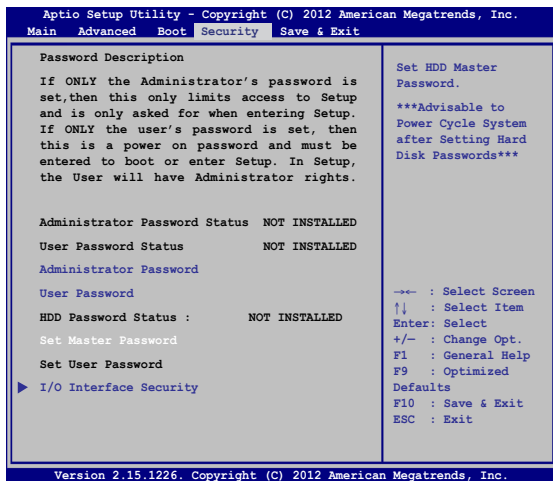 Aptio Setup Utility - Copyright (C) 2012 American Megatrends, Inc.
Main Advanced Boot Security Save & Exit
Password Description
If ONLY the Administrator's password is
set,then this only limits access to Setup
and is only asked for when entering Setup.
If ONLY the user's password is set, then
this is a power on password and must be
entered to boot or enter Setup. In Setup,
the User will have Administrator rights.
Administrator Password Status NOT INSTALLED
User Password Status NOT INSTALLED
Administrator Password
User Password
HDD Password Status : NOT INSTALLED
Set Master Password
Set User Password
I/O Interface Security
Set HDD Master
Password.
***Advisable to
Power Cycle System
after Setting Hard
Disk Passwords***
→← : Select Screen
↑↓ : Select Item
Enter: Select
+/— : Change Opt.
F1 : General Help
F9 : Optimized
Defaults
F10 : Save & Exit
ESC : Exit
Version 2.15.1226. Copyright (C) 2012 American Megatrends, Inc.